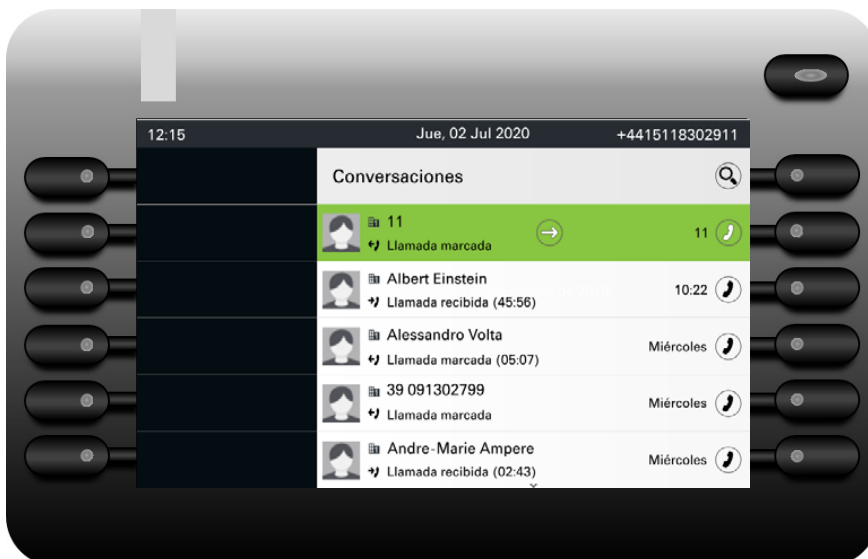 12:15 Jue, 02 Jul 2020 +4415118302911
Conversaciones
11 11
Llamada marcada
Albert Einstein
Llamada recibida (45:56) 10:22
Alessandro Volta
Llamada marcada (05:07) Miércoles
39 091302799
Llamada marcada Miércoles
Andre-Marie Ampere
Llamada recibida (02:43) Miércoles